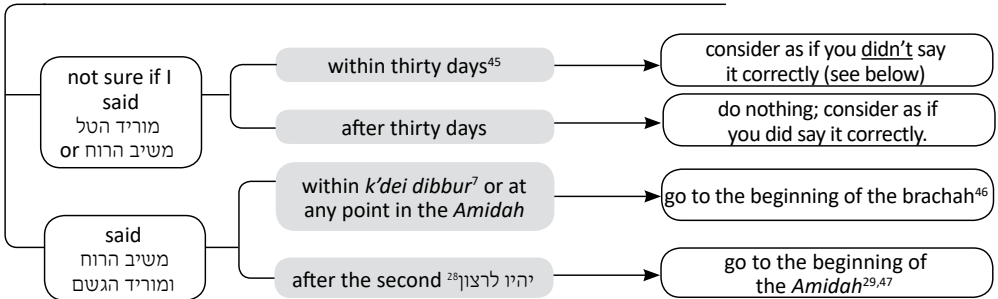 not sure if I
said
מוריד הטל
משיב הרוח or
within thirty days⁴⁵
consider as if you didn't say
it correctly (see below)
after thirty days
do nothing; consider as if
you did say it correctly.
said
משיב הרוח
ומוריד הגשם
within k'dei dibbur⁷ or at
any point in the Amidah
go to the beginning of the brachah⁴⁶
after the second יהיו לרצון²⁸
go to the beginning of
the Amidah²⁹,⁴⁷